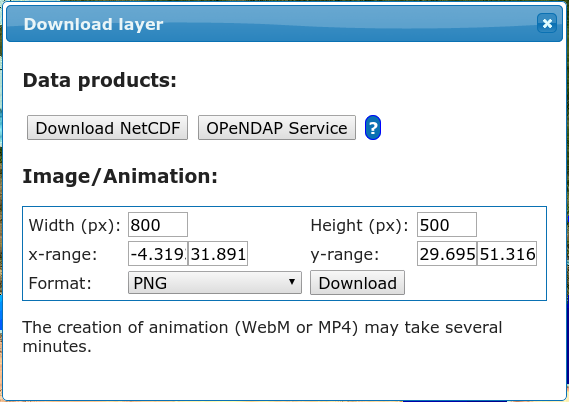 Download layer
Data products:
Download NetCDF OPeNDAP Service ?
Image/Animation:
Width (px): 800 Height (px): 500
x-range: -4.319 31.891 y-range: 29.695 51.316
Format: PNG Download
The creation of animation (WebM or MP4) may take several
minutes.